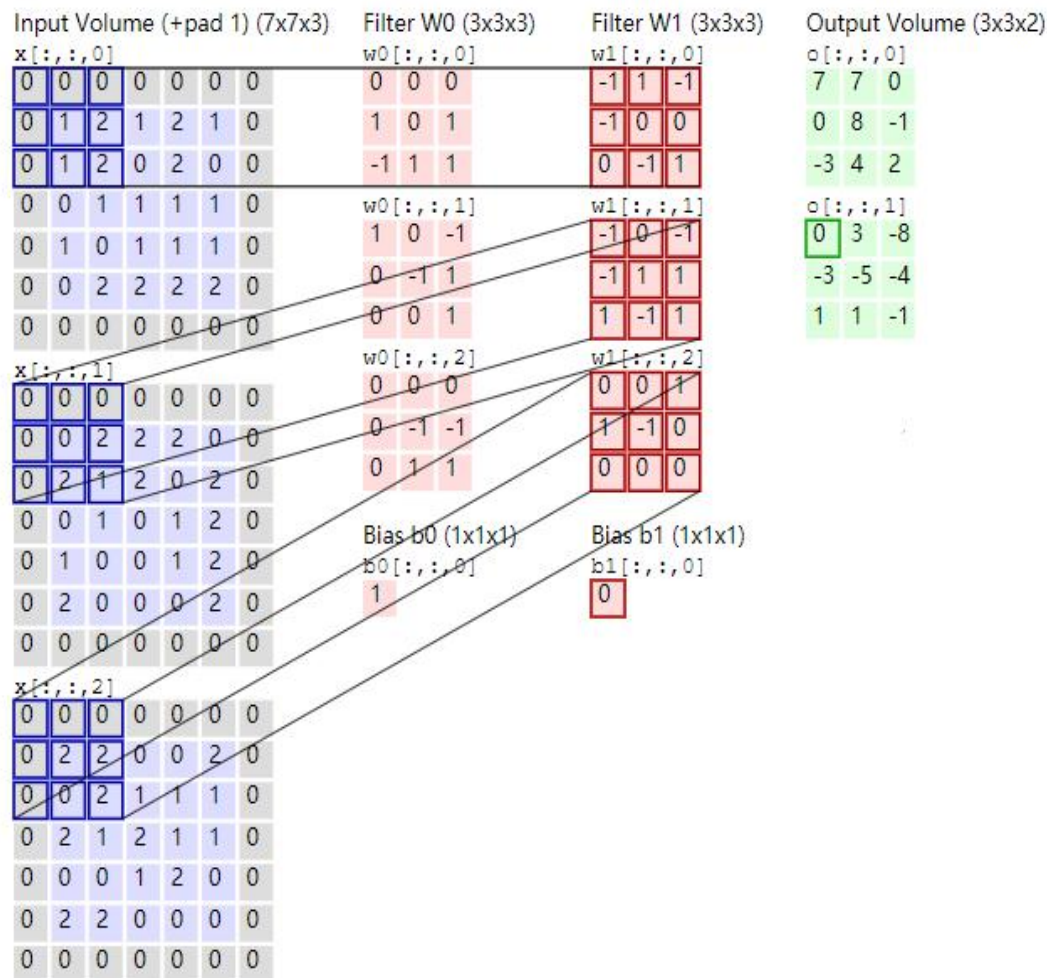 Input Volume (+pad 1) (7x7x3)
x[:,:,0]
0 0 0 0 0 0 0
0 1 2 1 2 1 0
0 1 2 0 2 0 0
0 0 1 1 1 1 0
0 1 0 1 1 1 0
0 0 2 2 2 2 0
0 0 0 0 0 0 0
x[:,:,1]
0 0 0 0 0 0 0
0 0 2 2 2 0 0
0 2 1 2 0 2 0
0 0 1 0 1 2 0
0 1 0 0 1 2 0
0 2 0 0 0 2 0
0 0 0 0 0 0 0
x[:,:,2]
0 0 0 0 0 0 0
0 2 2 0 0 2 0
0 0 2 1 1 1 0
0 2 1 2 1 1 0
0 0 0 1 2 0 0
0 2 2 0 0 0 0
0 0 0 0 0 0 0
Filter W0 (3x3x3)
w0[:,:,0]
0 0 0
1 0 1
-1 1 1
w0[:,:,1]
1 0 -1
0 -1 1
0 0 1
w0[:,:,2]
0 0 0
0 -1 -1
0 1 1
Bias b0 (1x1x1)
b0[:,:,0]
1
Filter W1 (3x3x3)
w1[:,:,0]
-1 1 -1
-1 0 0
0 -1 1
w1[:,:,1]
-1 0 -1
-1 1 1
1 -1 1
w1[:,:,2]
0 0 1
1 -1 0
0 0 0
Bias b1 (1x1x1)
b1[:,:,0]
0
Output Volume (3x3x2)
o[:,:,0]
7 7 0
0 8 -1
-3 4 2
o[:,:,1]
0 3 -8
-3 -5 -4
1 1 -1